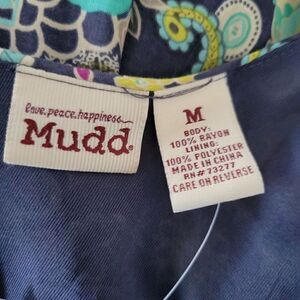 love.peace.happiness
Mudd
M
BODY:
100% RAYON
LINING:
100% POLYESTER
MADE IN CHINA
RN# 73277
CARE ON REVERSE